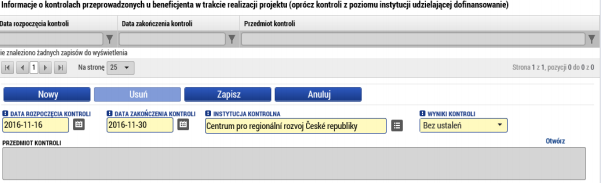 Informacje o kontrolach przeprowadzonych u beneficjenta w trakcie realizacji projektu (oprócz kontroli z poziomu instytucji udzielającej dofinansowanie)
Data rozpoczęcia kontroli Data zakończenia kontroli Przedmiot kontroli
ie znaleziono żadnych zapisów do wyświetlenia
1 Na stronę 25 Strona 1 z 1, pozycji 0 do 0 z 0
Nowy Usuń Zapisz Anuluj
DATA ROZPOCZĘCIA KONTROLI DATA ZAKOŃCZENIA KONTROLI INSTYTUCJA KONTROLNA WYNIKI KONTROLI
2016-11-16 2016-11-30 Centrum pro regionální rozvoj České republiky Bez ustaleń
PRZEDMIOT KONTROLI Otwórz